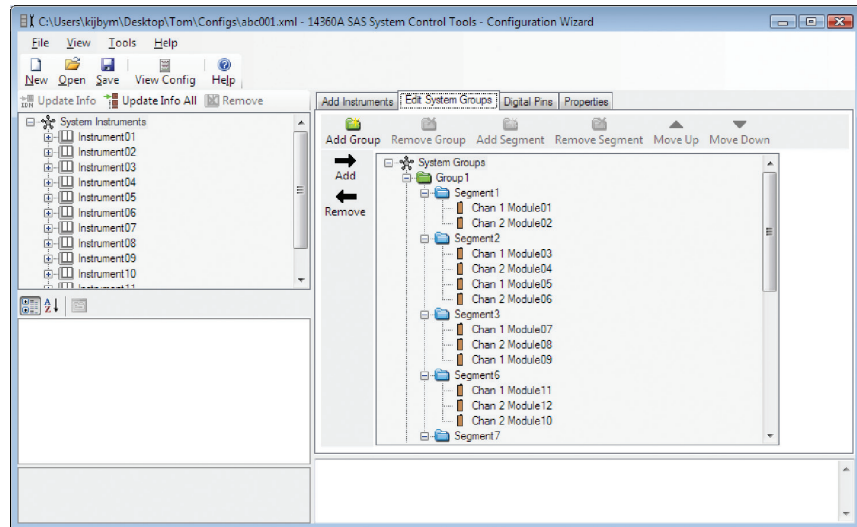 C:\Users\kijbym\Desktop\Tom\Configs\abc001.xml - 14360A SAS System Control Tools - Configuration Wizard
File View Tools Help
New Open Save View Config Help
IDN Update Info Update Info All Remove
System Instruments
Instrument01
Instrument02
Instrument03
Instrument04
Instrument05
Instrument06
Instrument07
Instrument08
Instrument09
Instrument10
Instrument11
Add Instruments Edit System Groups Digital Pins Properties
Add Group Remove Group Add Segment Remove Segment Move Up Move Down
Add
Remove
System Groups
Group1
Segment1
Chan 1 Module01
Chan 2 Module02
Segment2
Chan 1 Module03
Chan 2 Module04
Chan 1 Module05
Chan 2 Module06
Segment3
Chan 1 Module07
Chan 2 Module08
Chan 1 Module09
Segment6
Chan 1 Module11
Chan 2 Module12
Chan 2 Module10
Segment7